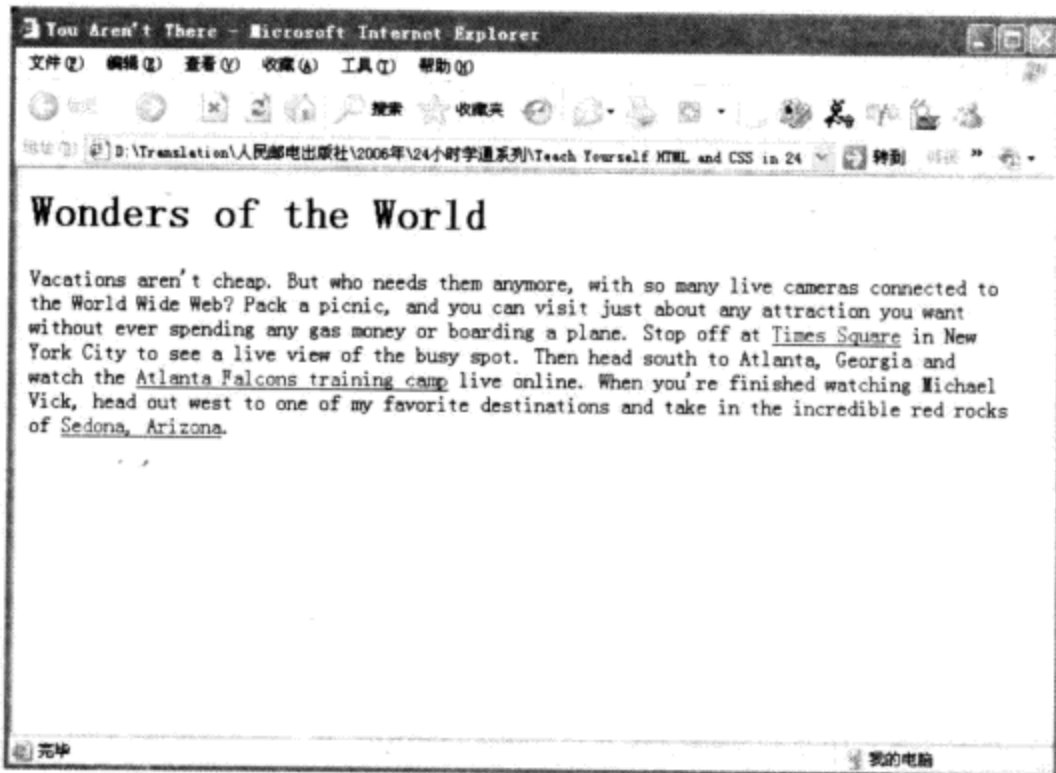 You Aren't There - Microsoft Internet Explorer
文件(F) 编辑(E) 查看(V) 收藏(A) 工具(T) 帮助(H)
搜索 收藏夹
D:\Translation\人民邮电出版社\2006年\24小时学通系列\Teach Yourself HTML and CSS in 24 转到 »
Wonders of the World
Vacations aren't cheap. But who needs them anymore, with so many live cameras connected to
the World Wide Web? Pack a picnic, and you can visit just about any attraction you want
without ever spending any gas money or boarding a plane. Stop off at Times Square in New
York City to see a live view of the busy spot. Then head south to Atlanta, Georgia and
watch the Atlanta Falcons training camp live online. When you're finished watching Michael
Vick, head out west to one of my favorite destinations and take in the incredible red rocks
of Sedona, Arizona.
完毕 我的电脑